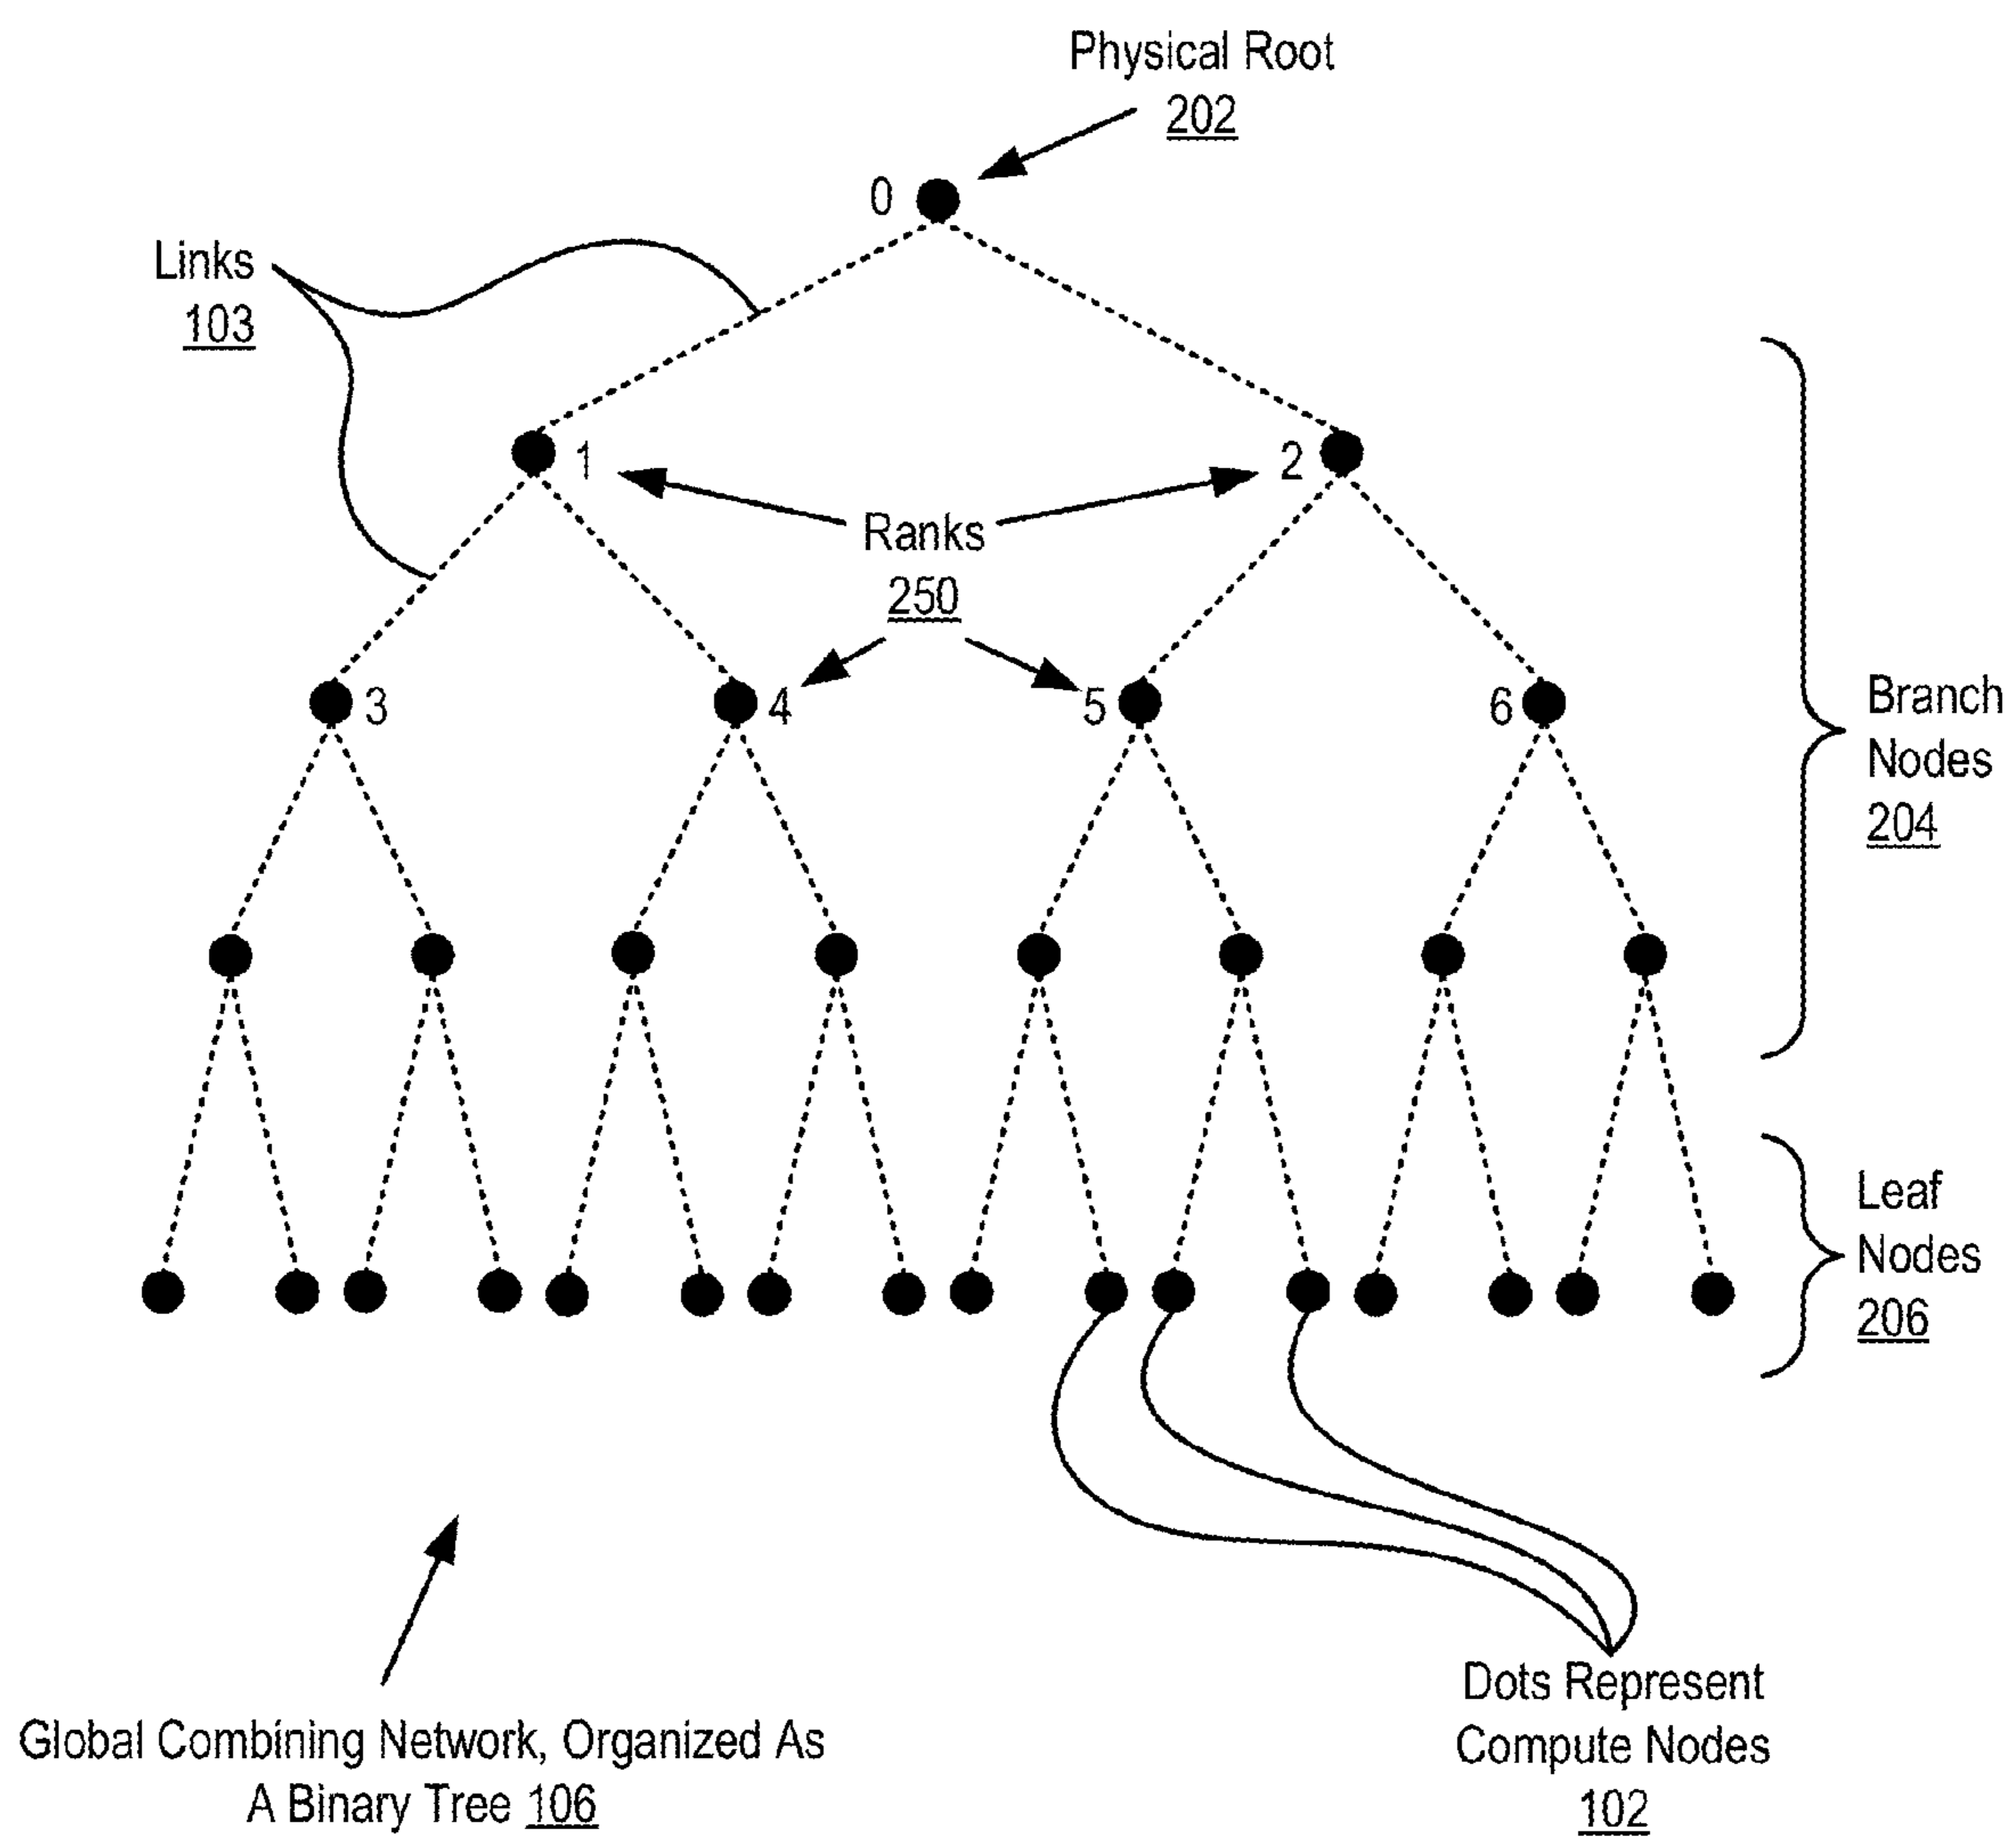 Physical Root
202
0
Links
103
1
2
Ranks
250
3
4
5
6
Branch
Nodes
204
Leaf
Nodes
206
Global Combining Network, Organized As
A Binary Tree 106
Dots Represent
Compute Nodes
102